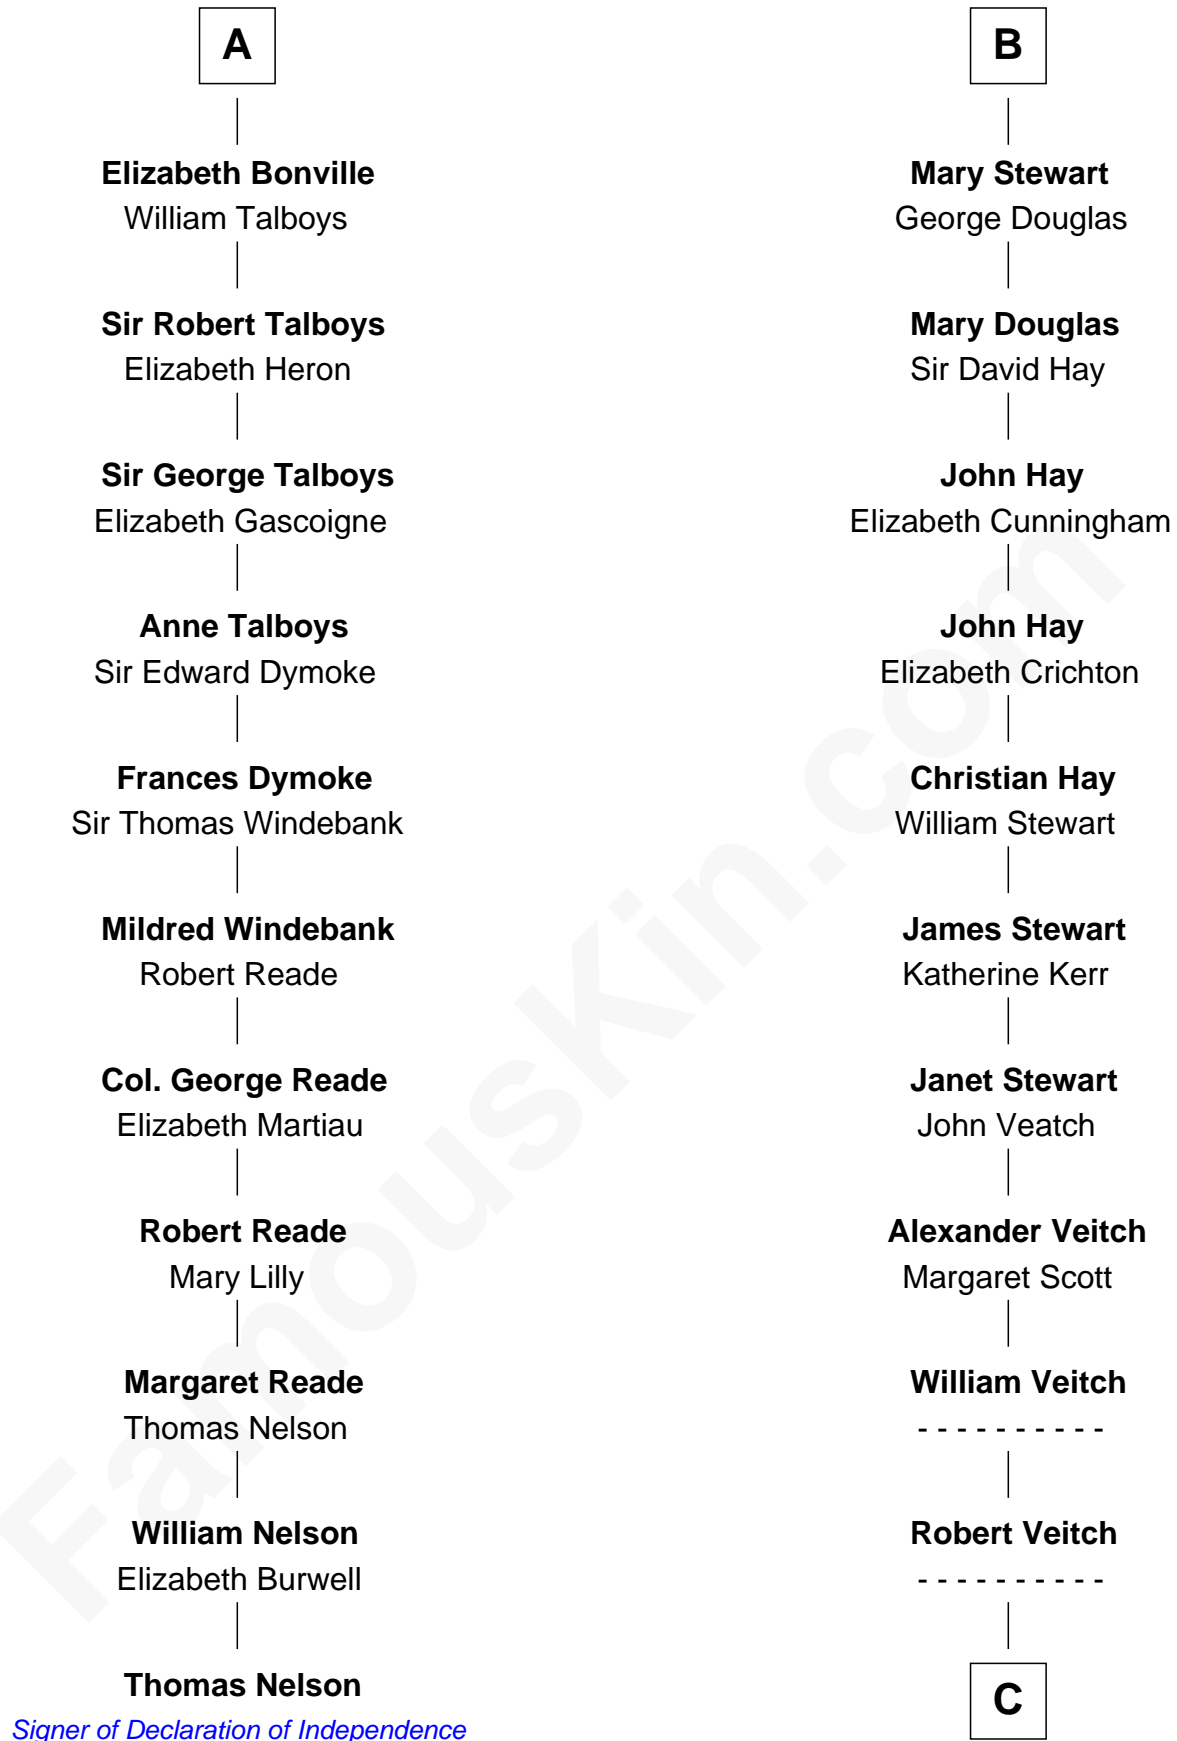 A
Elizabeth Bonville
William Talboys
Sir Robert Talboys
Elizabeth Heron
Sir George Talboys
Elizabeth Gascoigne
Anne Talboys
Sir Edward Dymoke
Frances Dymoke
Sir Thomas Windebank
Mildred Windebank
Robert Reade
Col. George Reade
Elizabeth Martiau
Robert Reade
Mary Lilly
Margaret Reade
Thomas Nelson
William Nelson
Elizabeth Burwell
Thomas Nelson
Signer of Declaration of Independence
B
Mary Stewart
George Douglas
Mary Douglas
Sir David Hay
John Hay
Elizabeth Cunningham
John Hay
Elizabeth Crichton
Christian Hay
William Stewart
James Stewart
Katherine Kerr
Janet Stewart
John Veatch
Alexander Veitch
Margaret Scott
William Veitch
- - - - - - - - - -
Robert Veitch
- - - - - - - - - -
C
FamousKin.com